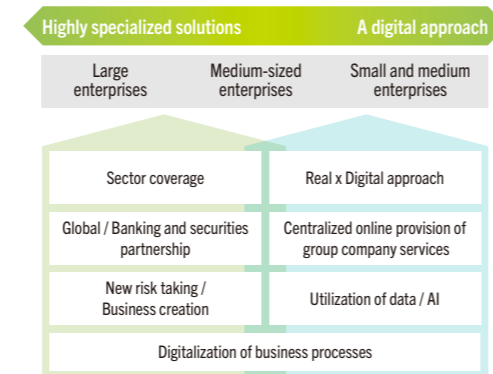 Highly specialized solutions
A digital approach
Large
enterprises
Medium-sized
enterprises
Small and medium
enterprises
Sector coverage
Real x Digital approach
Global / Banking and securities
partnership
Centralized online provision of
group company services
New risk taking /
Business creation
Utilization of data / AI
Digitalization of business processes